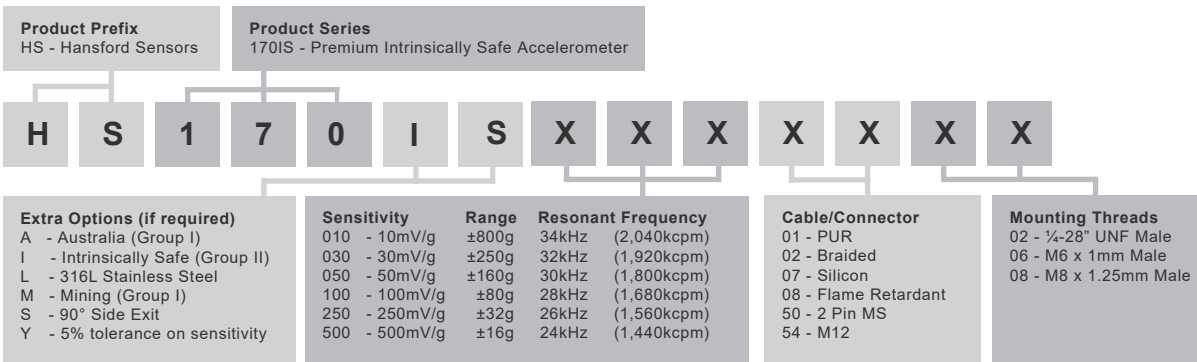 Product Prefix
HS - Hansford Sensors
Product Series
170IS - Premium Intrinsically Safe Accelerometer
H S 1 7 0 I S X X X X X X X
Extra Options (if required)
A - Australia (Group I)
I - Intrinsically Safe (Group II)
L - 316L Stainless Steel
M - Mining (Group I)
S - 90° Side Exit
Y - 5% tolerance on sensitivity
Sensitivity Range Resonant Frequency
010 - 10mV/g ±800g 34kHz (2,040kcpm)
030 - 30mV/g ±250g 32kHz (1,920kcpm)
050 - 50mV/g ±160g 30kHz (1,800kcpm)
100 - 100mV/g ±80g 28kHz (1,680kcpm)
250 - 250mV/g ±32g 26kHz (1,560kcpm)
500 - 500mV/g ±16g 24kHz (1,440kcpm)
Cable/Connector
01 - PUR
02 - Braided
07 - Silicon
08 - Flame Retardant
50 - 2 Pin MS
54 - M12
Mounting Threads
02 - ¼-28” UNF Male
06 - M6 x 1mm Male
08 - M8 x 1.25mm Male